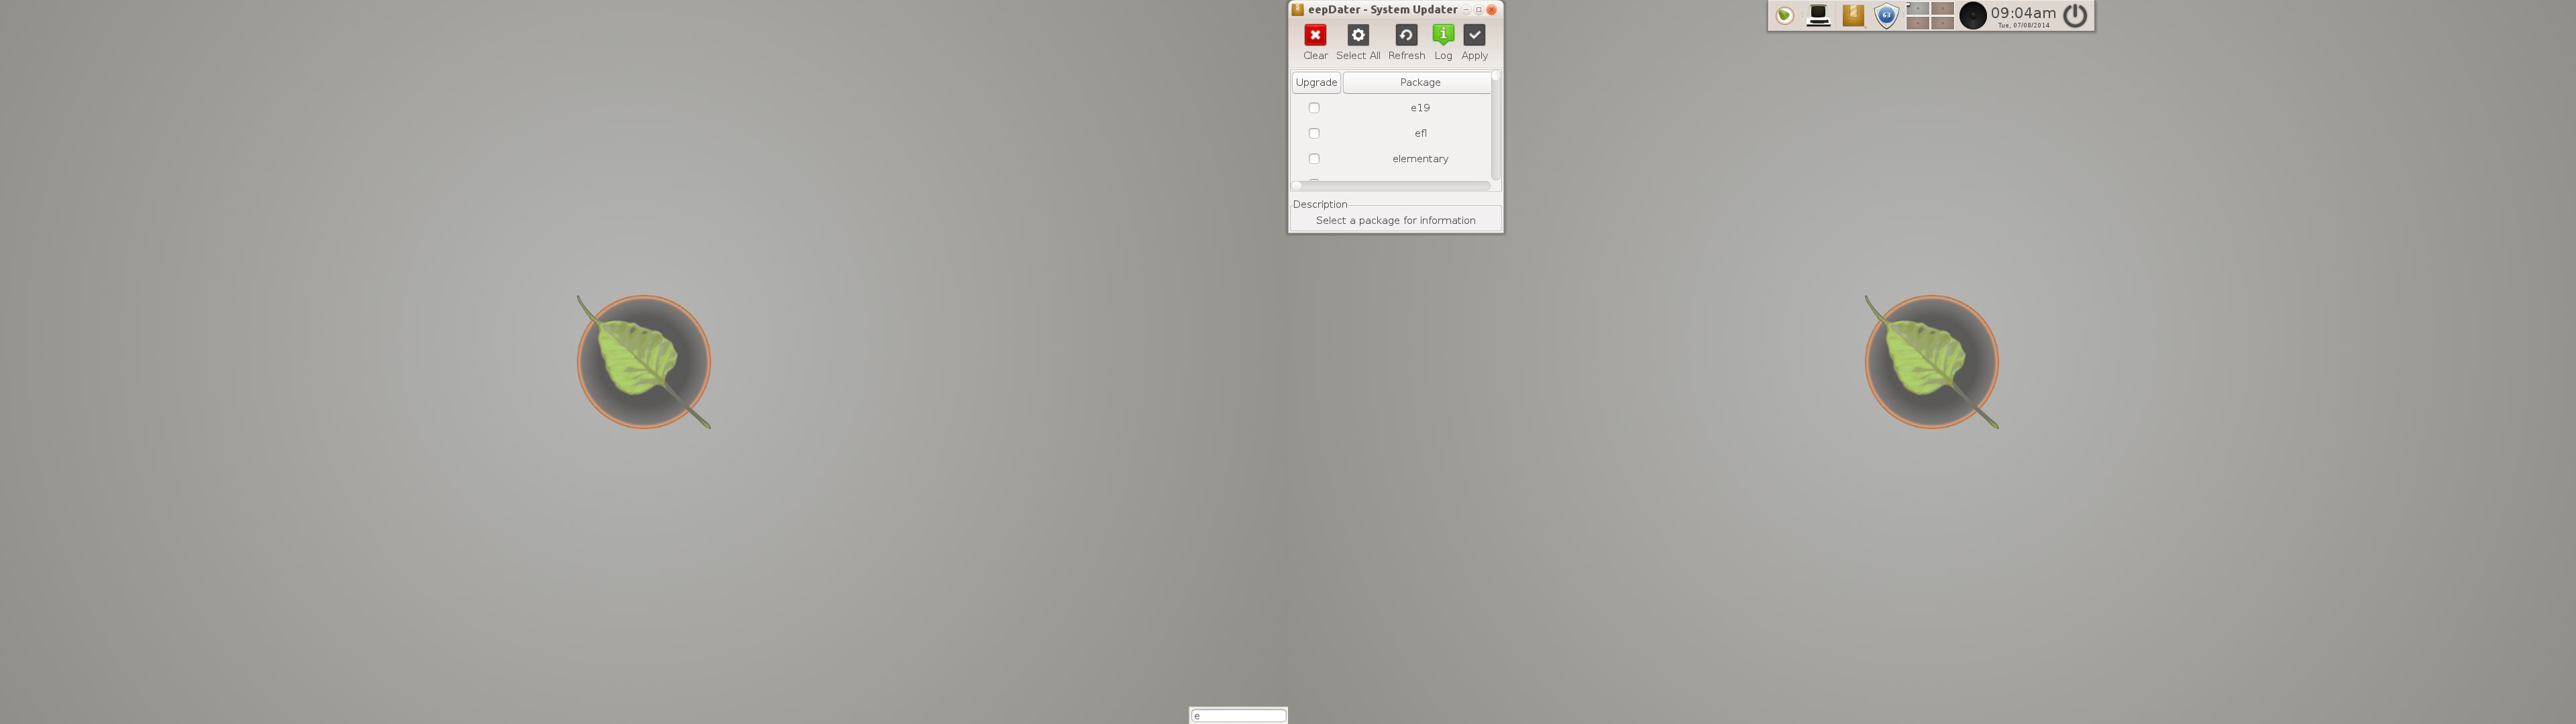 eepDater - System Updater
Clear Select All Refresh Log Apply
Upgrade Package
e19
efl
elementary
Description
Select a package for information
63
09:04am
Tue, 07/08/2014
e